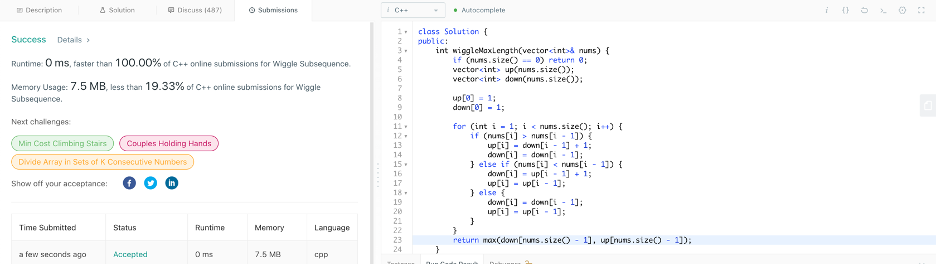 Description
Solution
Discuss (487)
Submissions
Success
Details
Runtime: 0 ms, faster than 100.00% of C++ online submissions for Wiggle Subsequence.
Memory Usage: 7.5 MB, less than 19.33% of C++ online submissions for Wiggle
Subsequence.
Next challenges:
Min Cost Climbing Stairs
Couples Holding Hands
Divide Array in Sets of K Consecutive Numbers
Show off your acceptance:
Time Submitted Status Runtime Memory Language
a few seconds ago Accepted 0 ms 7.5 MB cpp
i C++
Autocomplete
1 class Solution {
2 public:
3 int wiggleMaxLength(vector<int>& nums) {
4 if (nums.size() == 0) return 0;
5 vector<int> up(nums.size());
6 vector<int> down(nums.size());
7
8 up[0] = 1;
9 down[0] = 1;
10
11 for (int i = 1; i < nums.size(); i++) {
12 if (nums[i] > nums[i - 1]) {
13 up[i] = down[i - 1] + 1;
14 down[i] = down[i - 1];
15 } else if (nums[i] < nums[i - 1]) {
16 down[i] = up[i - 1] + 1;
17 up[i] = up[i - 1];
18 } else {
19 down[i] = down[i - 1];
20 up[i] = up[i - 1];
21 }
22 }
23 return max(down[nums.size() - 1], up[nums.size() - 1]);
24 }